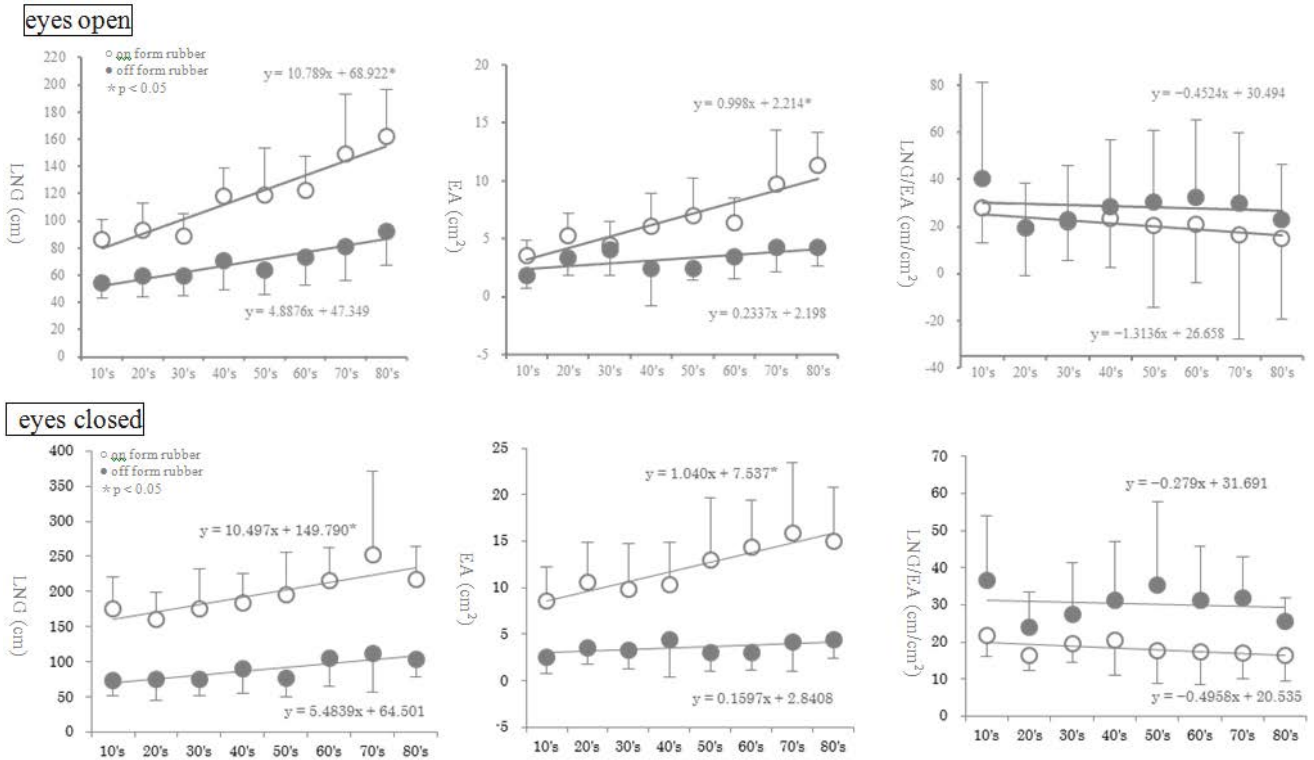 eyes open
○ on form rubber
● off form rubber
* p < 0.05
y = 10.789x + 68.922*
y = 4.8876x + 47.349
LNG (cm)
220
200
180
160
140
120
100
80
60
40
20
0
10's 20's 30's 40's 50's 60's 70's 80's
y = 0.998x + 2.214*
y = 0.2337x + 2.198
EA (cm²)
20
15
10
5
0
-5
10's 20's 30's 40's 50's 60's 70's 80's
y = −0.4524x + 30.494
y = −1.3136x + 26.658
LNG/EA (cm/cm²)
80
60
40
20
0
-20
-40
10's 20's 30's 40's 50's 60's 70's 80's
eyes closed
○ on form rubber
● off form rubber
* p < 0.05
y = 10.497x + 149.790*
y = 5.4839x + 64.501
LNG (cm)
400
350
300
250
200
150
100
50
0
10's 20's 30's 40's 50's 60's 70's 80's
y = 1.040x + 7.537*
y = 0.1597x + 2.8408
EA (cm²)
25
20
15
10
5
0
-5
10's 20's 30's 40's 50's 60's 70's 80's
y = −0.279x + 31.691
y = −0.4958x + 20.535
LNG/EA (cm/cm²)
70
60
50
40
30
20
10
0
10's 20's 30's 40's 50's 60's 70's 80's